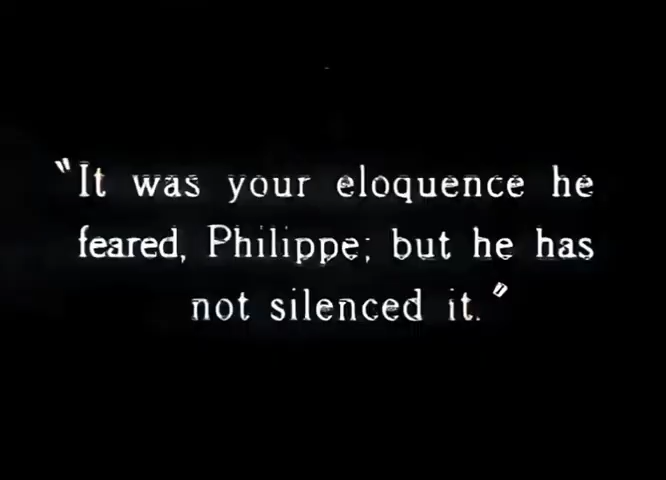 "It was your eloquence he
feared, Philippe; but he has
not silenced it."